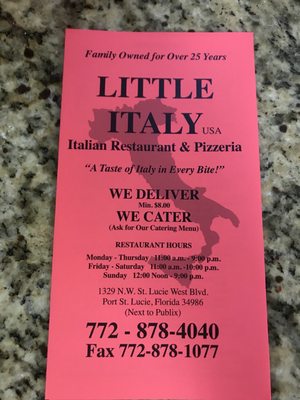 Family Owned for Over 25 Years
LITTLE
ITALY USA
Italian Restaurant & Pizzeria
"A Taste of Italy in Every Bite!"
WE DELIVER
Min. $8.00
WE CATER
(Ask for Our Catering Menu)
RESTAURANT HOURS
Monday - Thursday 11:00 a.m. - 9:00 p.m.
Friday - Saturday 11:00 a.m. -10:00 p.m.
Sunday 12:00 Noon - 9:00 p.m.
1329 N.W. St. Lucie West Blvd.
Port St. Lucie, Florida 34986
(Next to Publix)
772 - 878-4040
Fax 772-878-1077